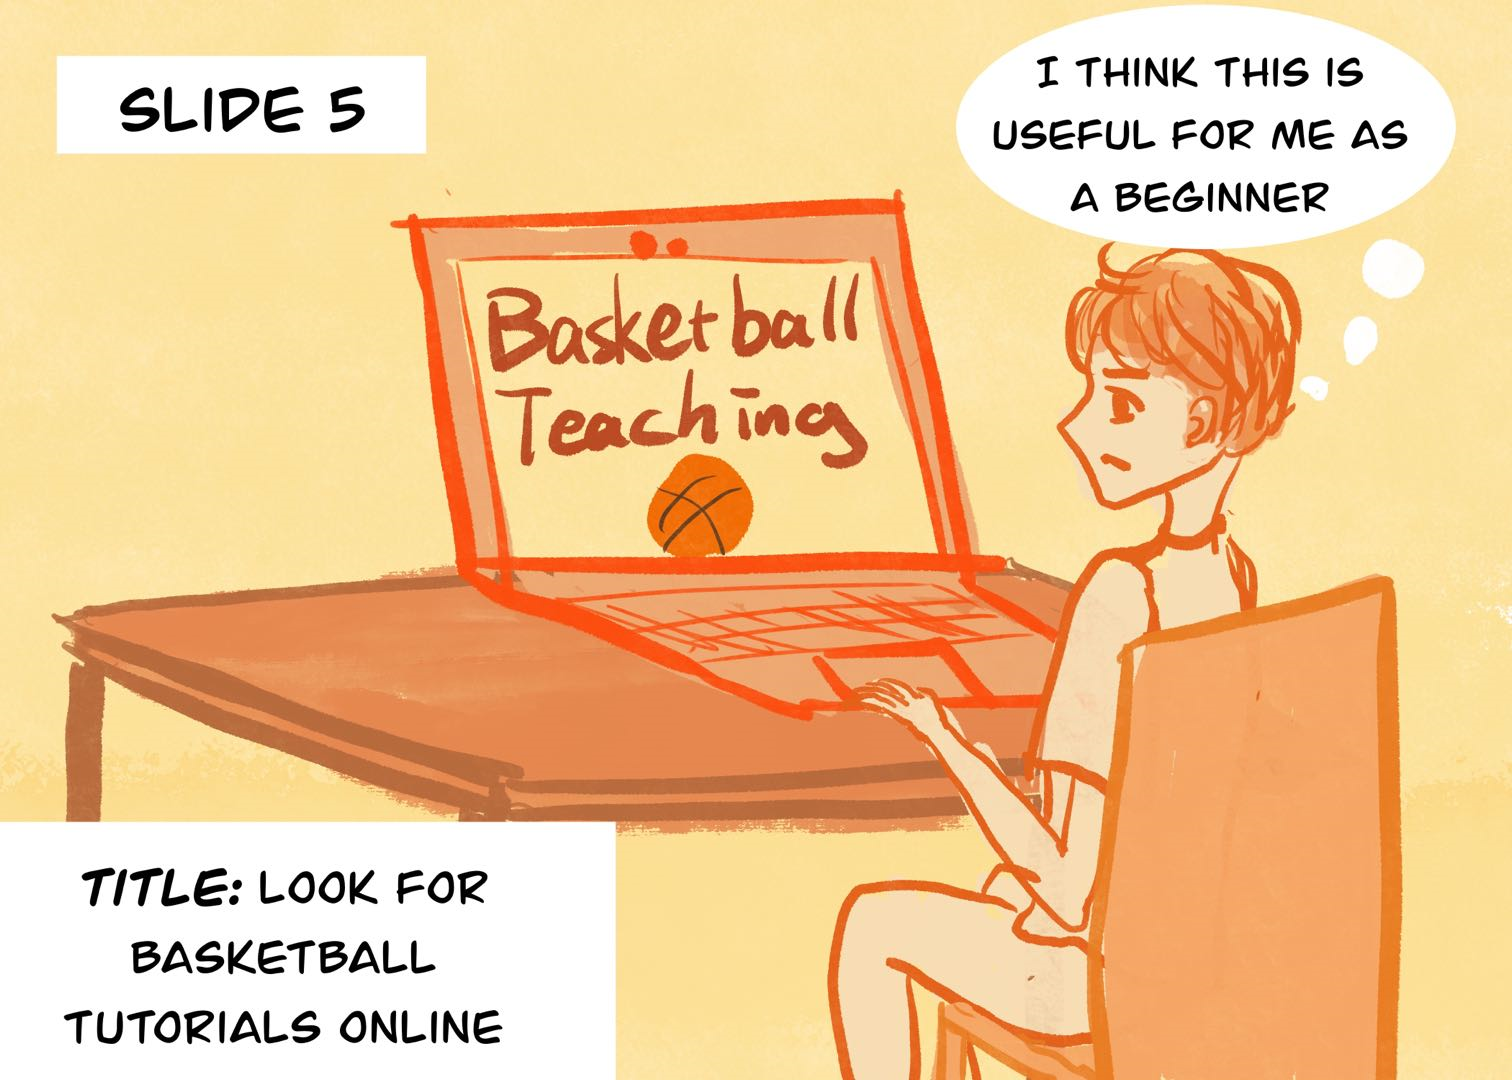 SLIDE 5
I THINK THIS IS
USEFUL FOR ME AS
A BEGINNER
Basketball
Teaching
TITLE: LOOK FOR
BASKETBALL
TUTORIALS ONLINE